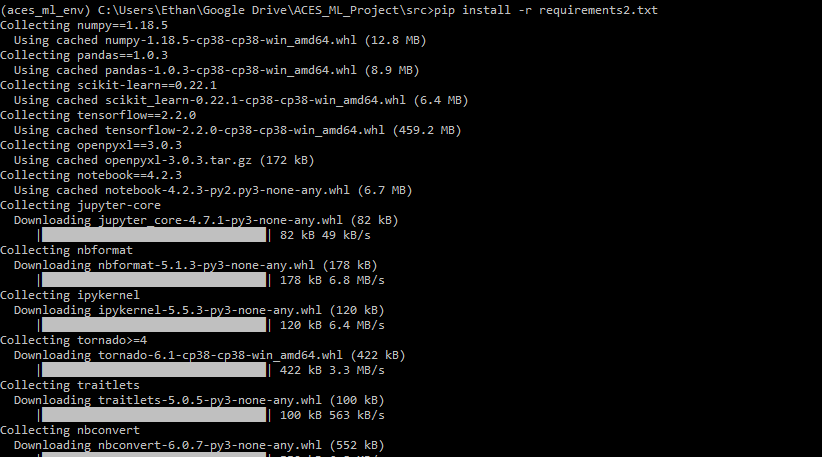 (aces_ml_env) C:\Users\Ethan\Google Drive\ACES_ML_Project\src>pip install -r requirements2.txt
Collecting numpy==1.18.5
  Using cached numpy-1.18.5-cp38-cp38-win_amd64.whl (12.8 MB)
Collecting pandas==1.0.3
  Using cached pandas-1.0.3-cp38-cp38-win_amd64.whl (8.9 MB)
Collecting scikit-learn==0.22.1
  Using cached scikit_learn-0.22.1-cp38-cp38-win_amd64.whl (6.4 MB)
Collecting tensorflow==2.2.0
  Using cached tensorflow-2.2.0-cp38-cp38-win_amd64.whl (459.2 MB)
Collecting openpyxl==3.0.3
  Using cached openpyxl-3.0.3.tar.gz (172 kB)
Collecting notebook==4.2.3
  Using cached notebook-4.2.3-py2.py3-none-any.whl (6.7 MB)
Collecting jupyter-core
  Downloading jupyter_core-4.7.1-py3-none-any.whl (82 kB)
     | | 82 kB 49 kB/s
Collecting nbformat
  Downloading nbformat-5.1.3-py3-none-any.whl (178 kB)
     | | 178 kB 6.8 MB/s
Collecting ipykernel
  Downloading ipykernel-5.5.3-py3-none-any.whl (120 kB)
     | | 120 kB 6.4 MB/s
Collecting tornado>=4
  Downloading tornado-6.1-cp38-cp38-win_amd64.whl (422 kB)
     | | 422 kB 3.3 MB/s
Collecting traitlets
  Downloading traitlets-5.0.5-py3-none-any.whl (100 kB)
     | | 100 kB 563 kB/s
Collecting nbconvert
  Downloading nbconvert-6.0.7-py3-none-any.whl (552 kB)